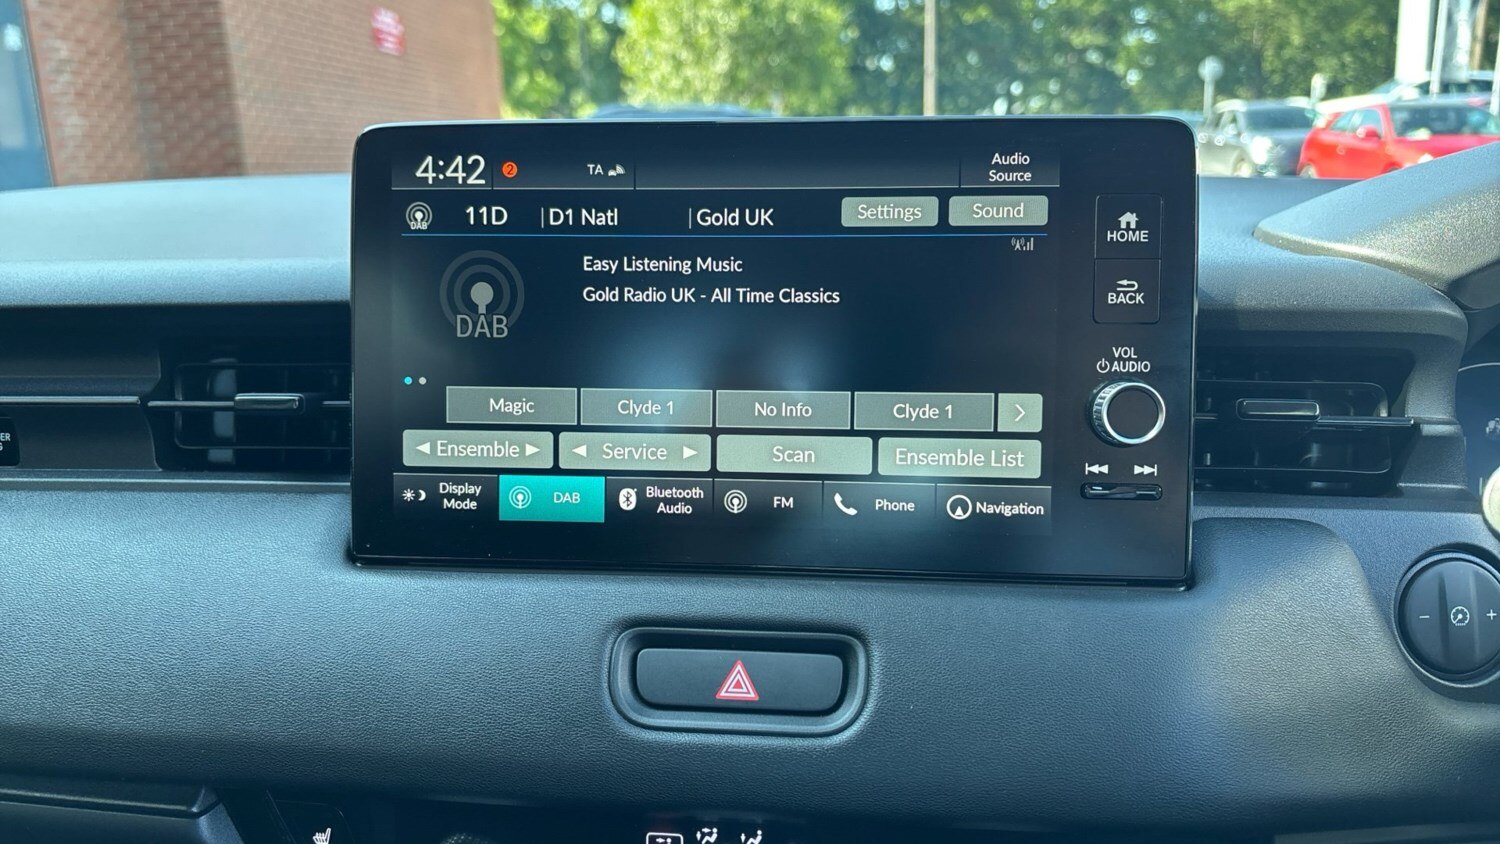 4:42
2
TA
Audio
Source
DAB
11D
D1 Natl
Gold UK
Settings
Sound
Easy Listening Music
Gold Radio UK - All Time Classics
DAB
HOME
BACK
VOL
AUDIO
Magic
Clyde 1
No Info
Clyde 1
Ensemble
Service
Scan
Ensemble List
Display
Mode
DAB
Bluetooth
Audio
FM
Phone
Navigation